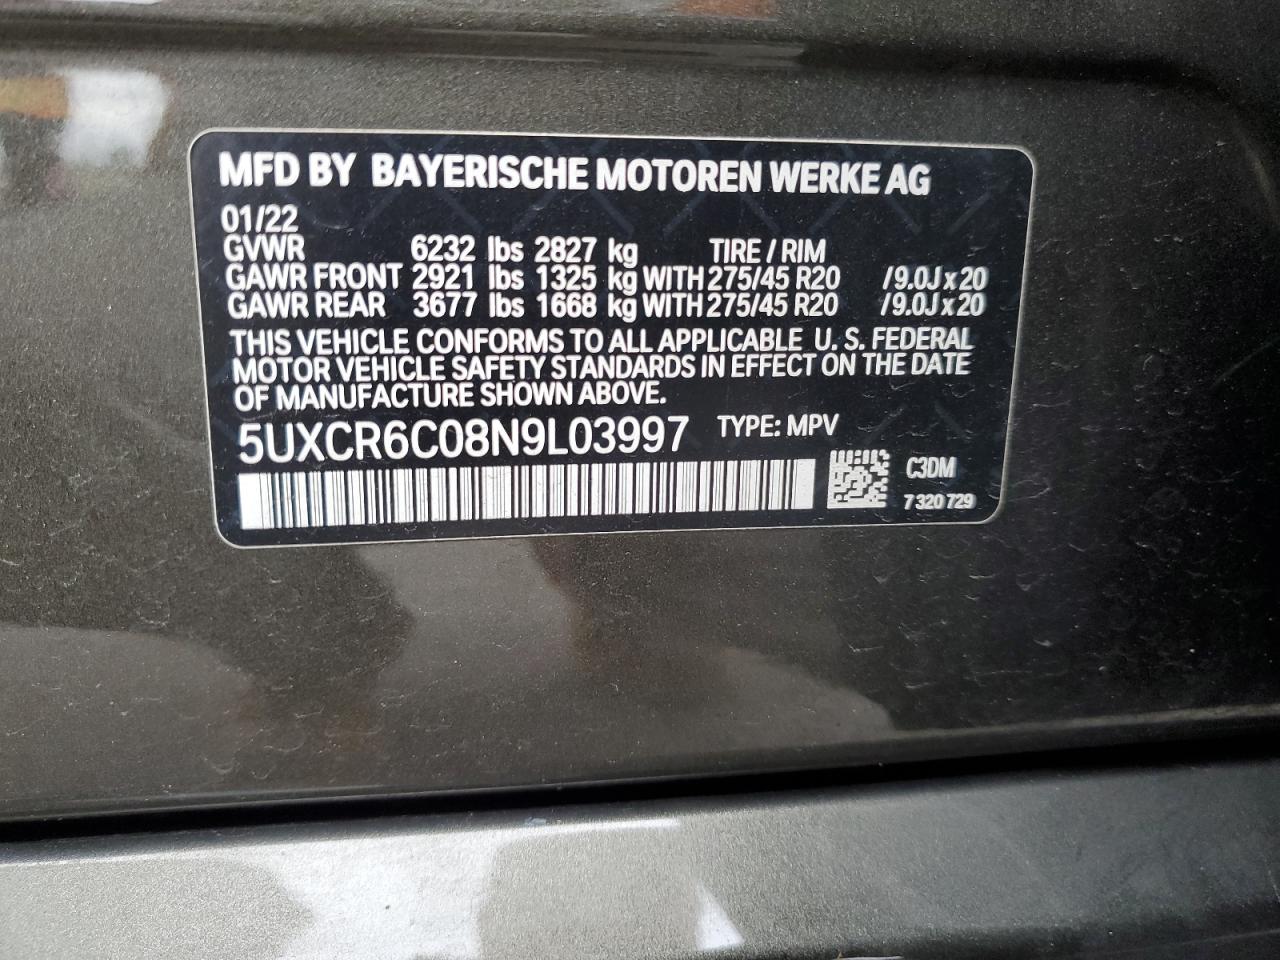 MFD BY BAYERISCHE MOTOREN WERKE AG
01/22
GVWR 6232 lbs 2827 kg TIRE / RIM
GAWR FRONT 2921 lbs 1325 kg WITH 275/45 R20 /9.0J x 20
GAWR REAR 3677 lbs 1668 kg WITH 275/45 R20 /9.0J x 20
THIS VEHICLE CONFORMS TO ALL APPLICABLE U. S. FEDERAL
MOTOR VEHICLE SAFETY STANDARDS IN EFFECT ON THE DATE
OF MANUFACTURE SHOWN ABOVE.
5UXCR6C08N9L03997 TYPE: MPV
C3DM
7 320 729